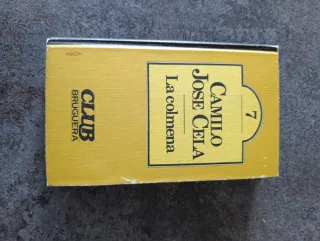 7
CAMILO
JOSE CELA
La colmena
CLUB
BRUGUERA